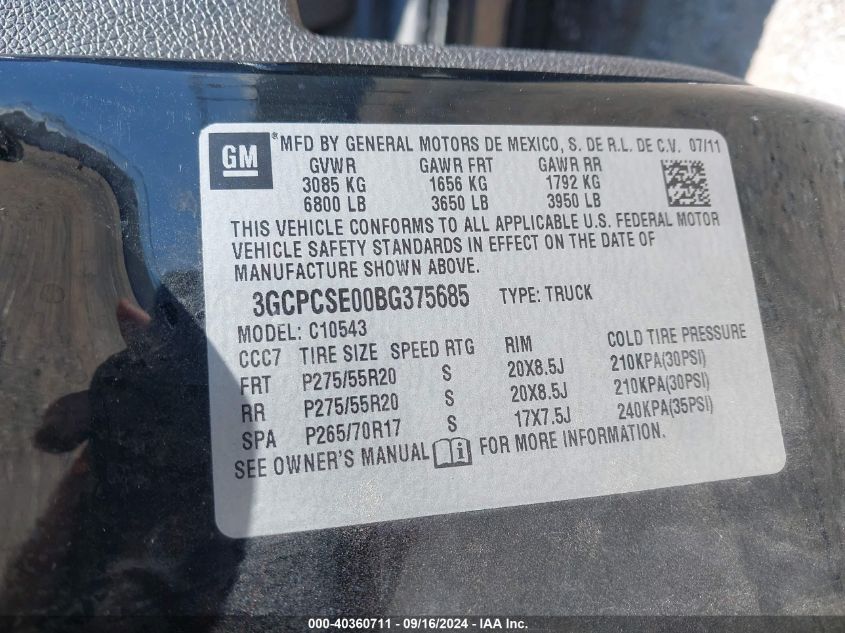 GM ® MFD BY GENERAL MOTORS DE MEXICO, S. DE R.L. DE C.V. 07/11
GVWR GAWR FRT GAWR RR
3085 KG 1656 KG 1792 KG
6800 LB 3650 LB 3950 LB
THIS VEHICLE CONFORMS TO ALL APPLICABLE U.S. FEDERAL MOTOR
VEHICLE SAFETY STANDARDS IN EFFECT ON THE DATE OF
MANUFACTURE SHOWN ABOVE.
3GCPCSE00BG375685 TYPE: TRUCK
MODEL: C10543
CCC7 TIRE SIZE SPEED RTG RIM COLD TIRE PRESSURE
FRT P275/55R20 S 20X8.5J 210KPA(30PSI)
RR P275/55R20 S 20X8.5J 210KPA(30PSI)
SPA P265/70R17 S 17X7.5J 240KPA(35PSI)
SEE OWNER'S MANUAL i FOR MORE INFORMATION.
000-40360711 - 09/16/2024 - IAA Inc.